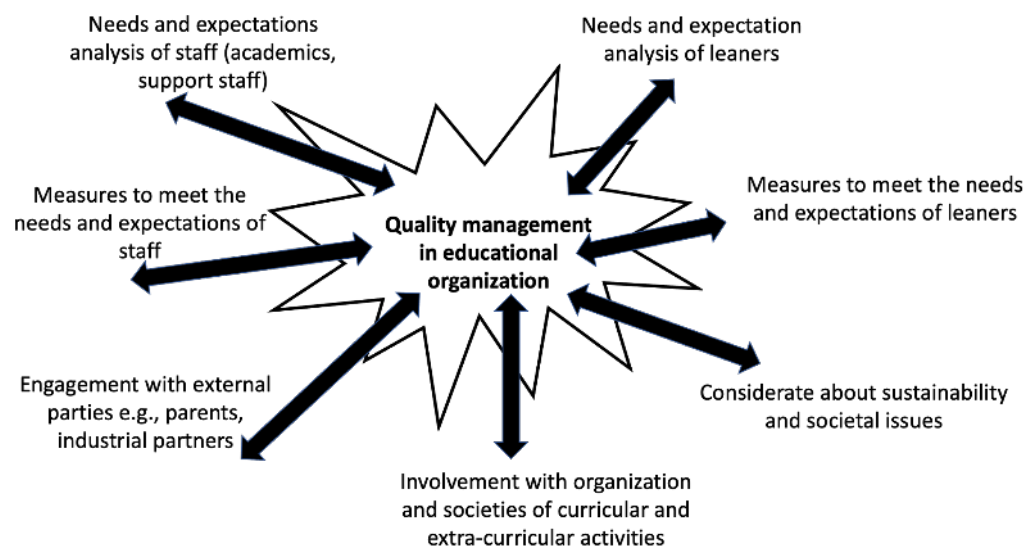 Needs and expectations
analysis of staff (academics,
support staff)
Needs and expectation
analysis of leaners
Measures to meet the
needs and expectations of
staff
Measures to meet the needs
and expectations of leaners
Quality management
in educational
organization
Engagement with external
parties e.g., parents,
industrial partners
Considerate about sustainability
and societal issues
Involvement with organization
and societies of curricular and
extra-curricular activities